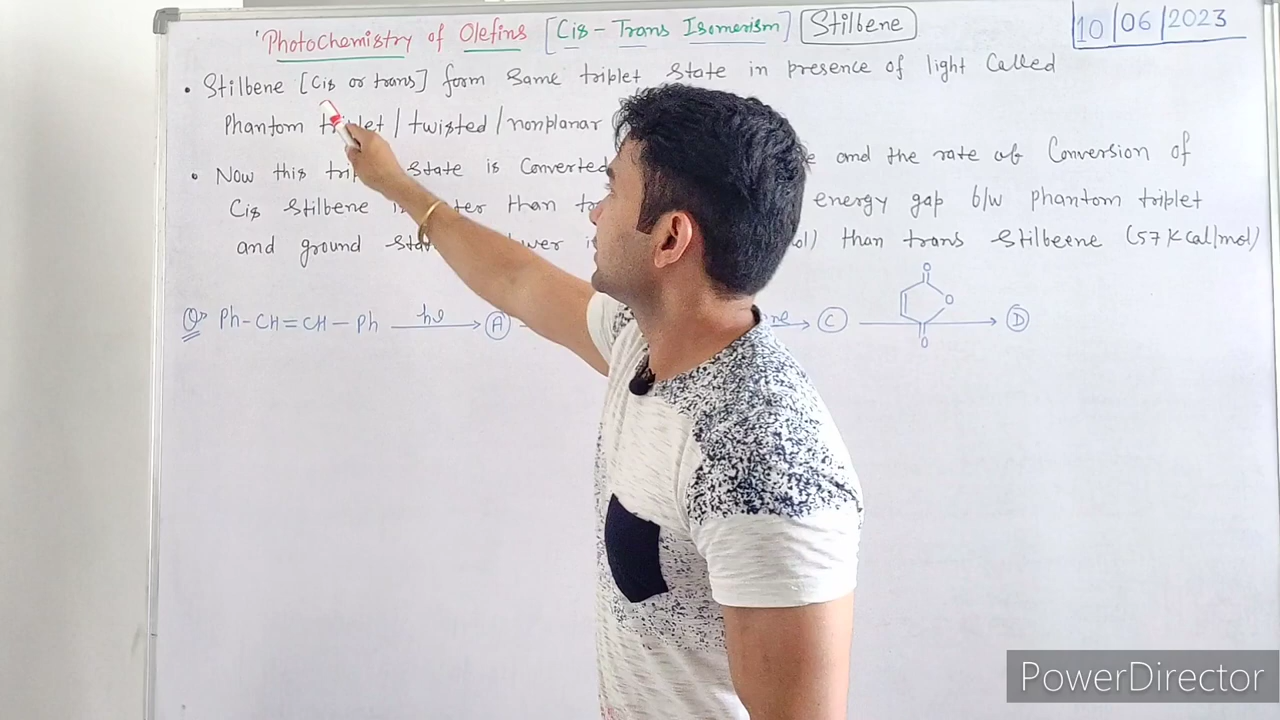 Photochemistry of Olefins [Cis-Trans Isomerism] Stilbene
10/06/2023
• Stilbene [Cis or trans] form same triplet state in presence of light Called
Phantom / twisted / nonplanar
• Now this state is Converted and the rate of Conversion of
Cis Stilbene than energy gap b/w phantom triplet
and ground than trans Stilbeene (57 Kcal/mol)
Q> Ph-CH=CH-Ph hν A C O O O D
PowerDirector